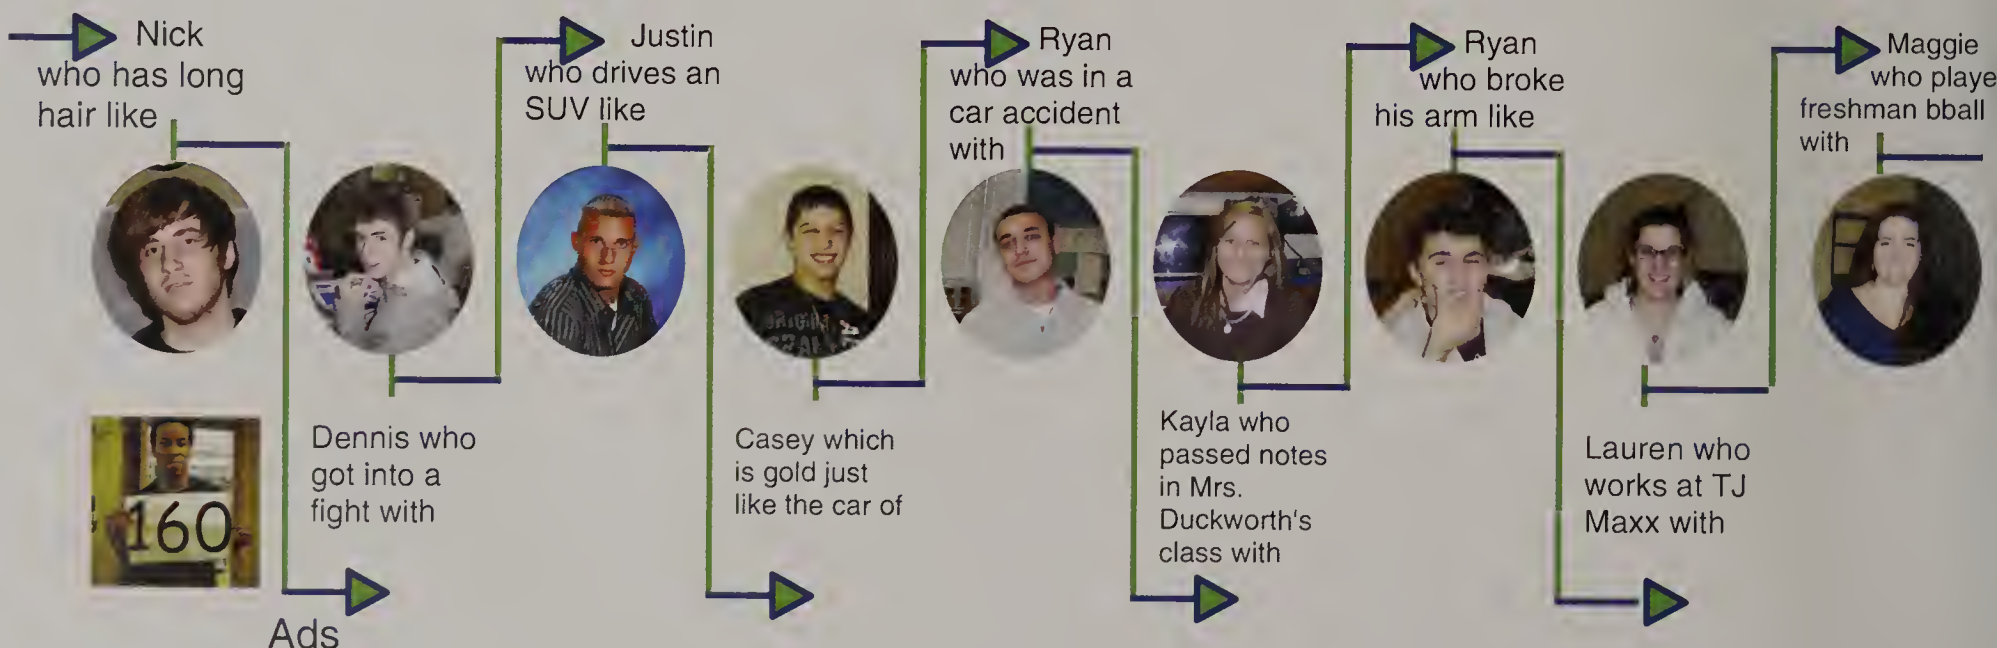 Nick
who has long
hair like
Dennis who
got into a
fight with
Justin
who drives an
SUV like
Casey which
is gold just
like the car of
Ryan
who was in a
car accident
with
Kayla who
passed notes
in Mrs.
Duckworth's
class with
Ryan
who broke
his arm like
Lauren who
works at TJ
Maxx with
Maggie
who playe
freshman bball
with
160
Ads